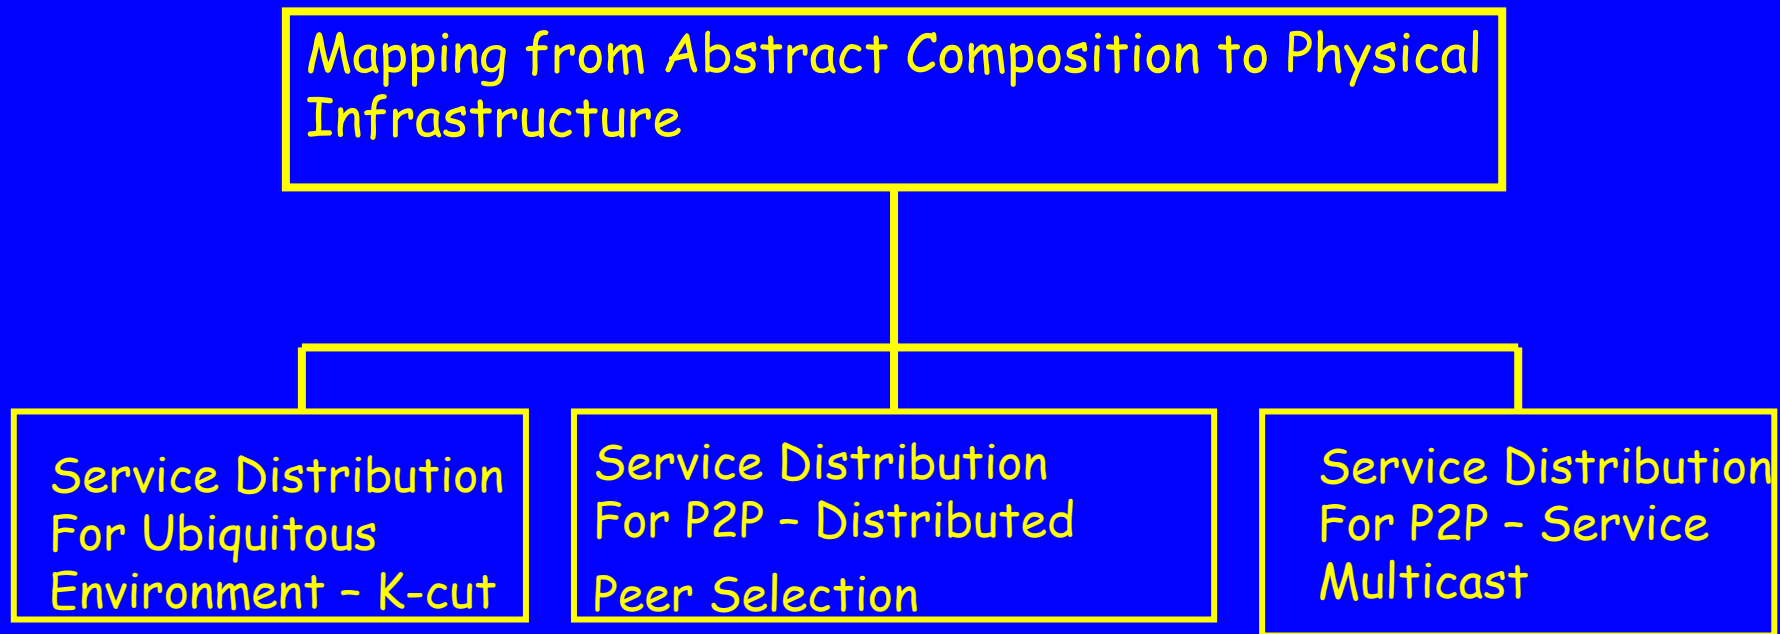 Mapping from Abstract Composition to Physical
Infrastructure
Service Distribution
For Ubiquitous
Environment – K-cut
Service Distribution
For P2P – Distributed
Peer Selection
Service Distribution
For P2P – Service
Multicast